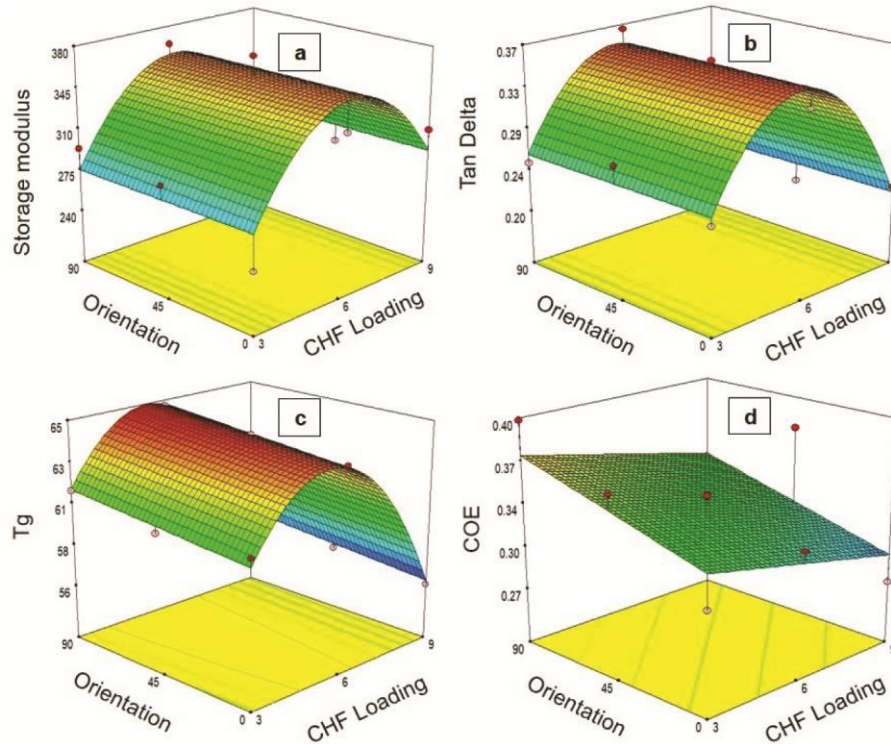 a
Storage modulus
380
345
310
275
240
90
45
0
3
6
9
Orientation
CHF Loading
b
Tan Delta
0.37
0.33
0.29
0.24
0.20
90
45
0
3
6
9
Orientation
CHF Loading
c
Tg
65
63
61
58
56
90
45
0
3
6
9
Orientation
CHF Loading
d
COE
0.40
0.37
0.34
0.30
0.27
90
45
0
3
6
9
Orientation
CHF Loading